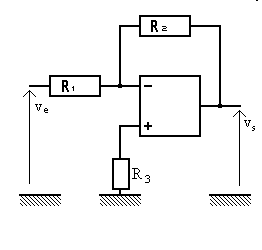 R₂
R₁
−
vₑ
+
vₛ
R₃